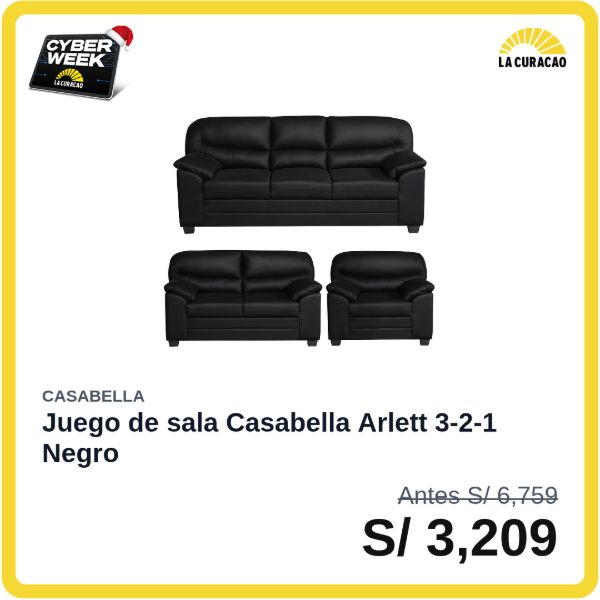 CYBER
WEEK
LA CURACAO
LA CURACAO
CASABELLA
Juego de sala Casabella Arlett 3-2-1
Negro
Antes S/ 6,759
S/ 3,209